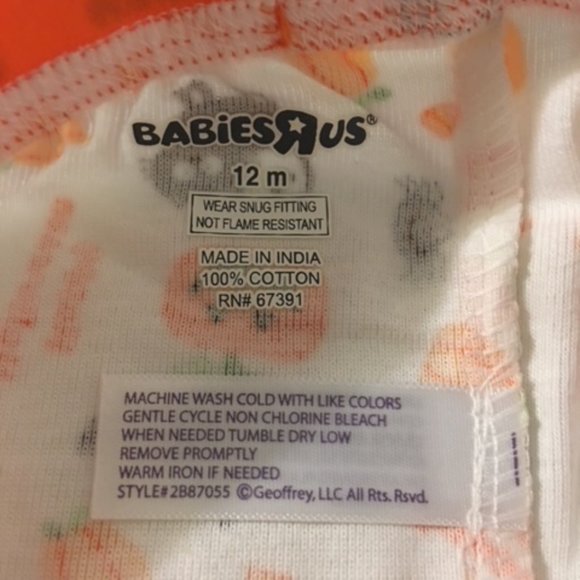 BABiESЯUS®
12 m
WEAR SNUG FITTING
NOT FLAME RESISTANT
MADE IN INDIA
100% COTTON
RN# 67391
MACHINE WASH COLD WITH LIKE COLORS
GENTLE CYCLE NON CHLORINE BLEACH
WHEN NEEDED TUMBLE DRY LOW
REMOVE PROMPTLY
WARM IRON IF NEEDED
STYLE# 2B87055 ©Geoffrey, LLC All Rts. Rsvd.